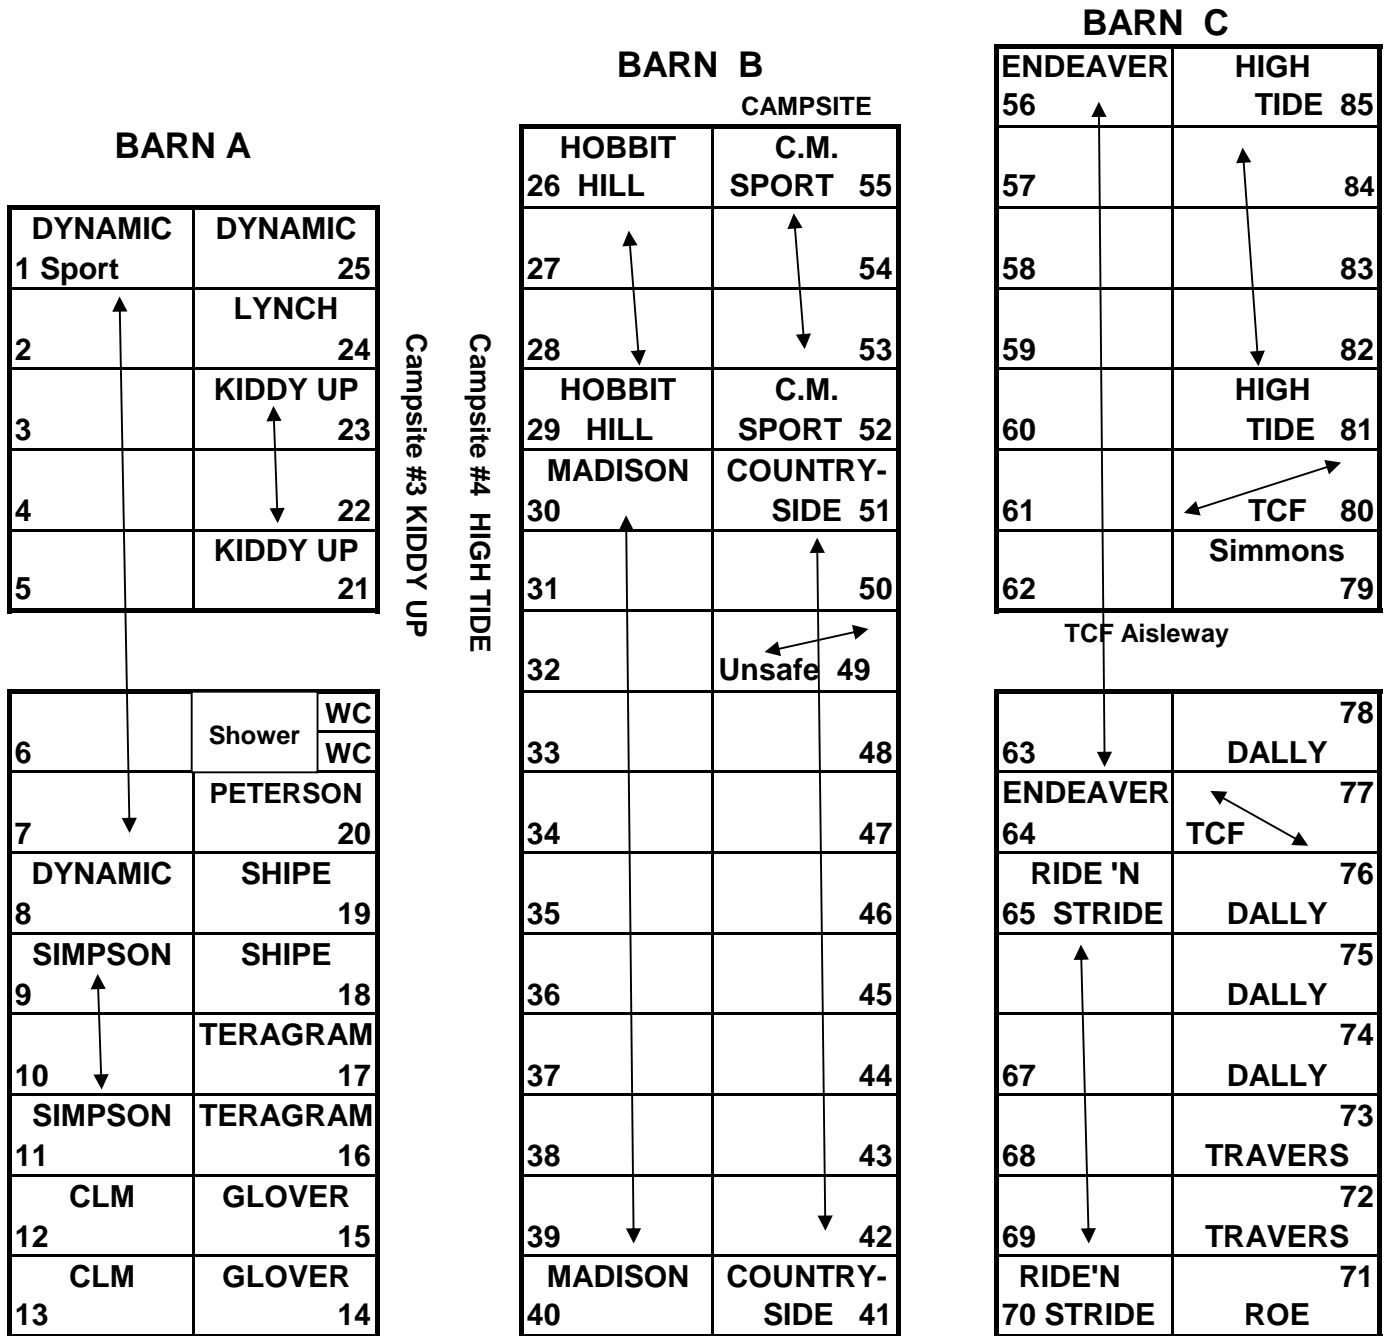 BARN A
DYNAMIC DYNAMIC
1 Sport 25
LYNCH
2 24
KIDDY UP
3 23
4 22
KIDDY UP
5 21
6 Shower WC
WC
PETERSON
7 20
DYNAMIC SHIPE
8 19
SIMPSON SHIPE
9 18
TERAGRAM
10 17
SIMPSON TERAGRAM
11 16
CLM GLOVER
12 15
CLM GLOVER
13 14
Campsite #3 KIDDY UP
Campsite #4 HIGH TIDE
BARN B
CAMPSITE
HOBBIT C.M.
26 HILL SPORT 55
27 54
28 53
HOBBIT C.M.
29 HILL SPORT 52
MADISON COUNTRY-
30 SIDE 51
31 50
32 Unsafe 49
33 48
34 47
35 46
36 45
37 44
38 43
39 42
MADISON COUNTRY-
40 SIDE 41
BARN C
ENDEAVER HIGH
56 TIDE 85
57 84
58 83
59 82
HIGH
60 TIDE 81
61 TCF 80
Simmons
62 79
TCF Aisleway
78
63 DALLY
ENDEAVER 77
64 TCF
RIDE 'N 76
65 STRIDE DALLY
75
DALLY
74
67 DALLY
73
68 TRAVERS
72
69 TRAVERS
RIDE'N 71
70 STRIDE ROE